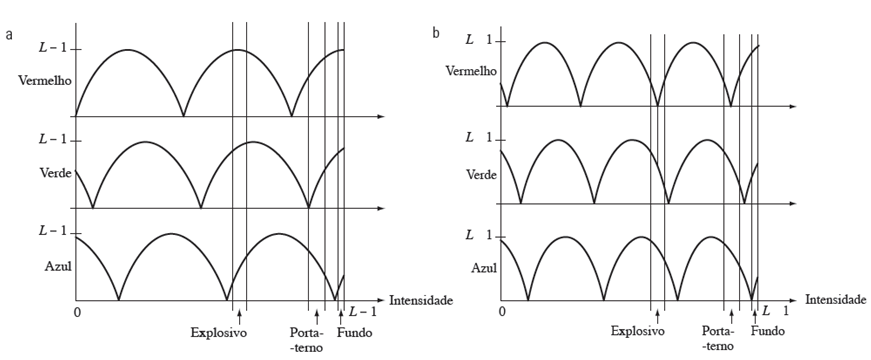 a
L – 1
Vermelho
L – 1
Verde
L – 1
Azul
0
L – 1
Intensidade
Explosivo
Porta-
-terno
Fundo
b
L 1
Vermelho
L 1
Verde
L 1
Azul
0
L 1
Intensidade
Explosivo
Porta-
-terno
Fundo